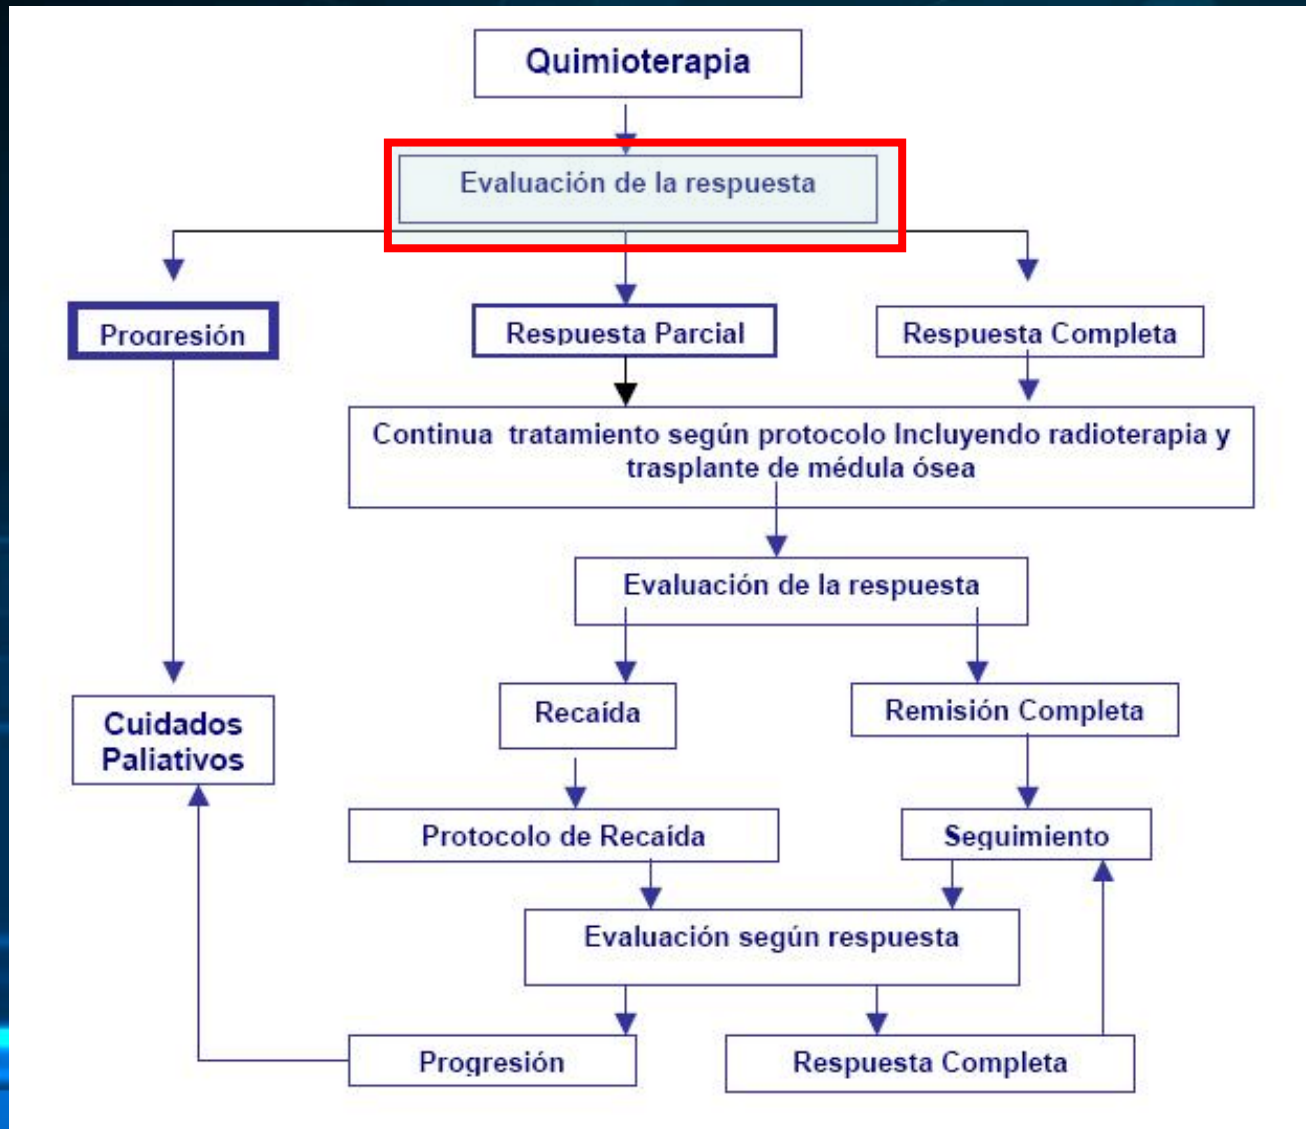 Quimioterapia
Evaluación de la respuesta
Progresión
Respuesta Parcial
Respuesta Completa
Continua tratamiento según protocolo Incluyendo radioterapia y
trasplante de médula ósea
Evaluación de la respuesta
Recaída
Remisión Completa
Cuidados
Paliativos
Protocolo de Recaída
Seguimiento
Evaluación según respuesta
Progresión
Respuesta Completa